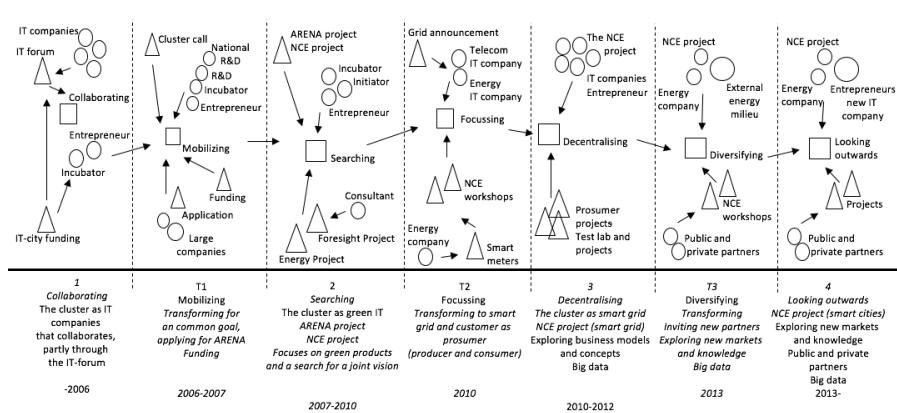 IT companies
IT forum
Collaborating
Entrepreneur
Incubator
IT-city funding
Cluster call
National
R&D
R&D
Incubator
Entrepreneur
Mobilizing
Funding
Application
Large
companies
ARENA project
NCE project
Incubator
Initiator
Entrepreneur
Searching
Consultant
Foresight Project
Energy Project
Grid announcement
Telecom
IT company
Energy
IT company
Focussing
NCE
workshops
Energy
company
Smart
meters
The NCE
project
IT companies
Entrepreneur
Decentralising
Prosumer
projects
Test lab and
projects
NCE project
Energy
company
External
energy
milieu
Diversifying
NCE
workshops
Public and
private partners
NCE project
Energy
company
Entrepreneurs
new IT
company
Looking
outwards
Projects
Public and
private partners
1
Collaborating
The cluster as IT
companies
that collaborates,
partly through
the IT-forum
-2006
T1
Mobilizing
Transforming for
an common goal,
applying for ARENA
Funding
2006-2007
2
Searching
The cluster as green IT
ARENA project
NCE project
Focuses on green products
and a search for a joint vision
2007-2010
T2
Focussing
Transforming to smart
grid and customer as
prosumer
(producer and consumer)
2010
3
Decentralising
The cluster as smart grid
NCE project (smart grid)
Exploring business models
and concepts
Big data
2010-2012
T3
Diversifying
Transforming
Inviting new partners
Exploring new markets
and knowledge
Big data
2013
4
Looking outwards
NCE project (smart cities)
Exploring new markets
and knowledge
Public and private
partners
Big data
2013-